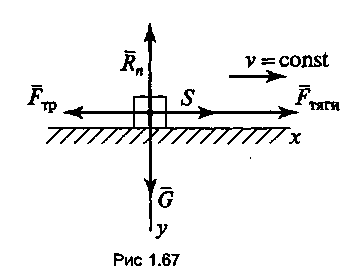 R̅ₙ
v = const
F̅тр
S
F̅тяги
x
G̅
y
Рис 1.67